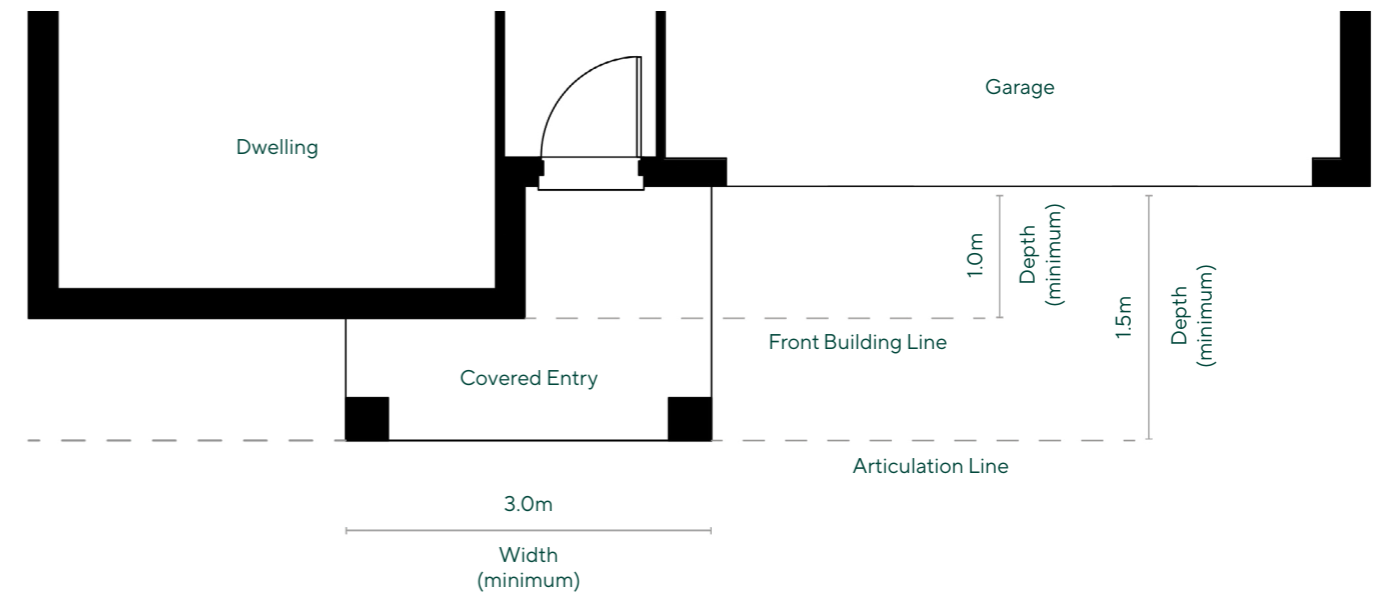 Garage
Dwelling
1.0m
Depth
(minimum)
1.5m
Depth
(minimum)
Front Building Line
Covered Entry
Articulation Line
3.0m
Width
(minimum)